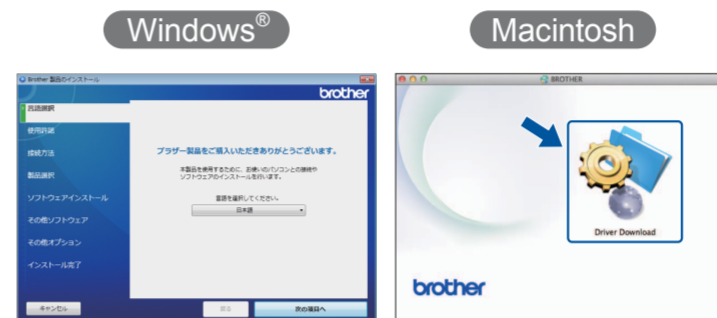 Windows®
Macintosh
Brother 製品のインストール
brother
言語選択
使用許諾
接続方法
製品選択
ソフトウェアインストール
その他ソフトウェア
その他オプション
インストール完了
ブラザー製品をご購入いただきありがとうございます。
本製品を使用するために、お使いのパソコンとの接続や
ソフトウェアのインストールを行います。
言語を選択してください。
日本語
キャンセル
戻る
次の項目へ
BROTHER
Driver Download
brother